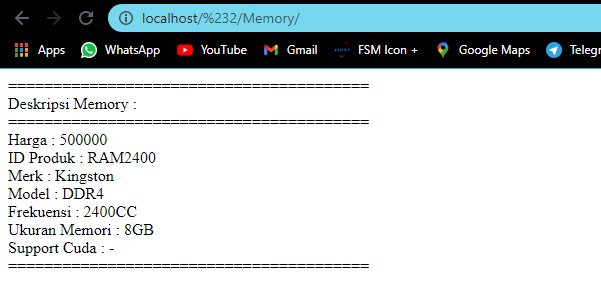 localhost/%232/Memory/
Apps WhatsApp YouTube Gmail FSM Icon + Google Maps Telegr
=========================================
Deskripsi Memory :
=========================================
Harga : 500000
ID Produk : RAM2400
Merk : Kingston
Model : DDR4
Frekuensi : 2400CC
Ukuran Memori : 8GB
Support Cuda : -
=========================================